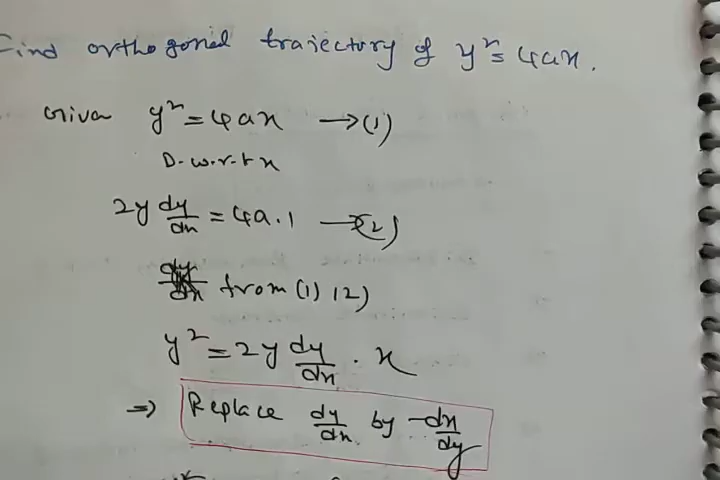 Find orthogonal trajectory of y² = 4ax.
Given y² = 4ax → (1)
D.w.r.t x
2y dy/dx = 4a.1 → (2)
from (1) (2)
y² = 2y dy/dx . x
⇒ Replace dy/dx by -dx/dy